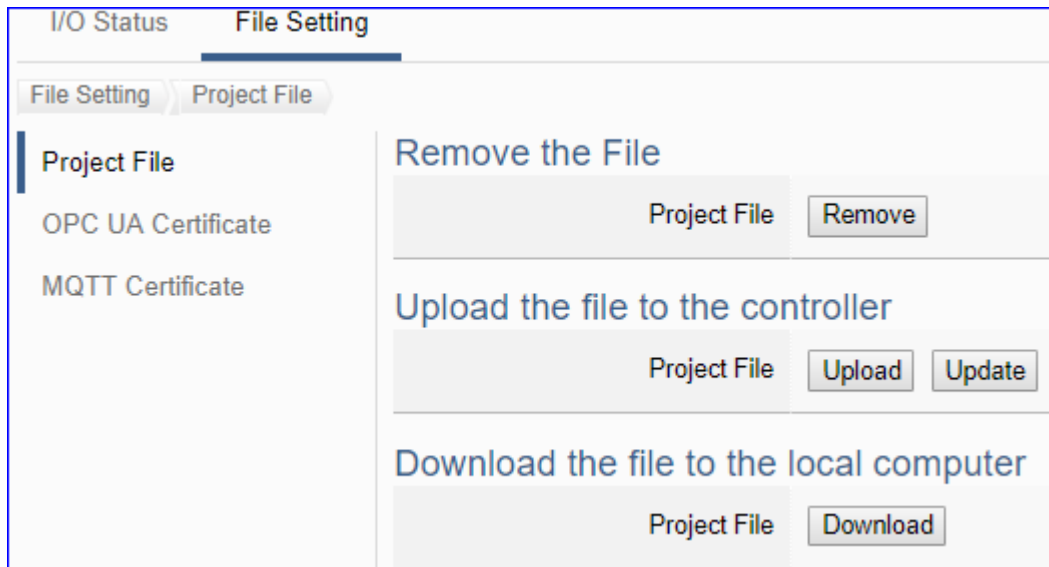 I/O Status File Setting
File Setting Project File
Project File
OPC UA Certificate
MQTT Certificate
Remove the File
Project File Remove
Upload the file to the controller
Project File Upload Update
Download the file to the local computer
Project File Download